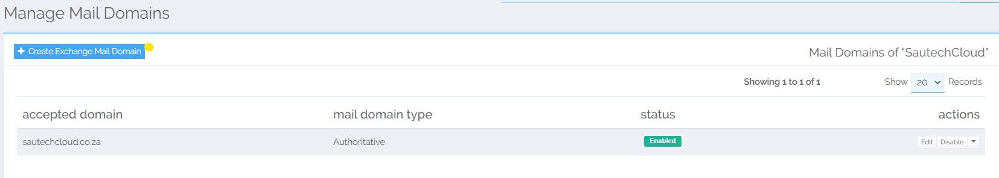 Manage Mail Domains
Create Exchange Mail Domain
Mail Domains of "SautechCloud"
Showing 1 to 1 of 1 Show 20 Records
accepted domain mail domain type status actions
sautechcloud.co.za Authoritative Enabled Edit Disable